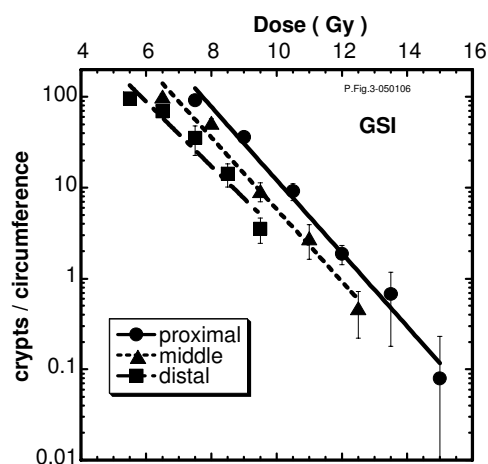 Dose ( Gy )
4 6 8 10 12 14 16
P.Fig.3-050106
GSI
100
10
1
0.1
0.01
crypts / circumference
proximal
middle
distal